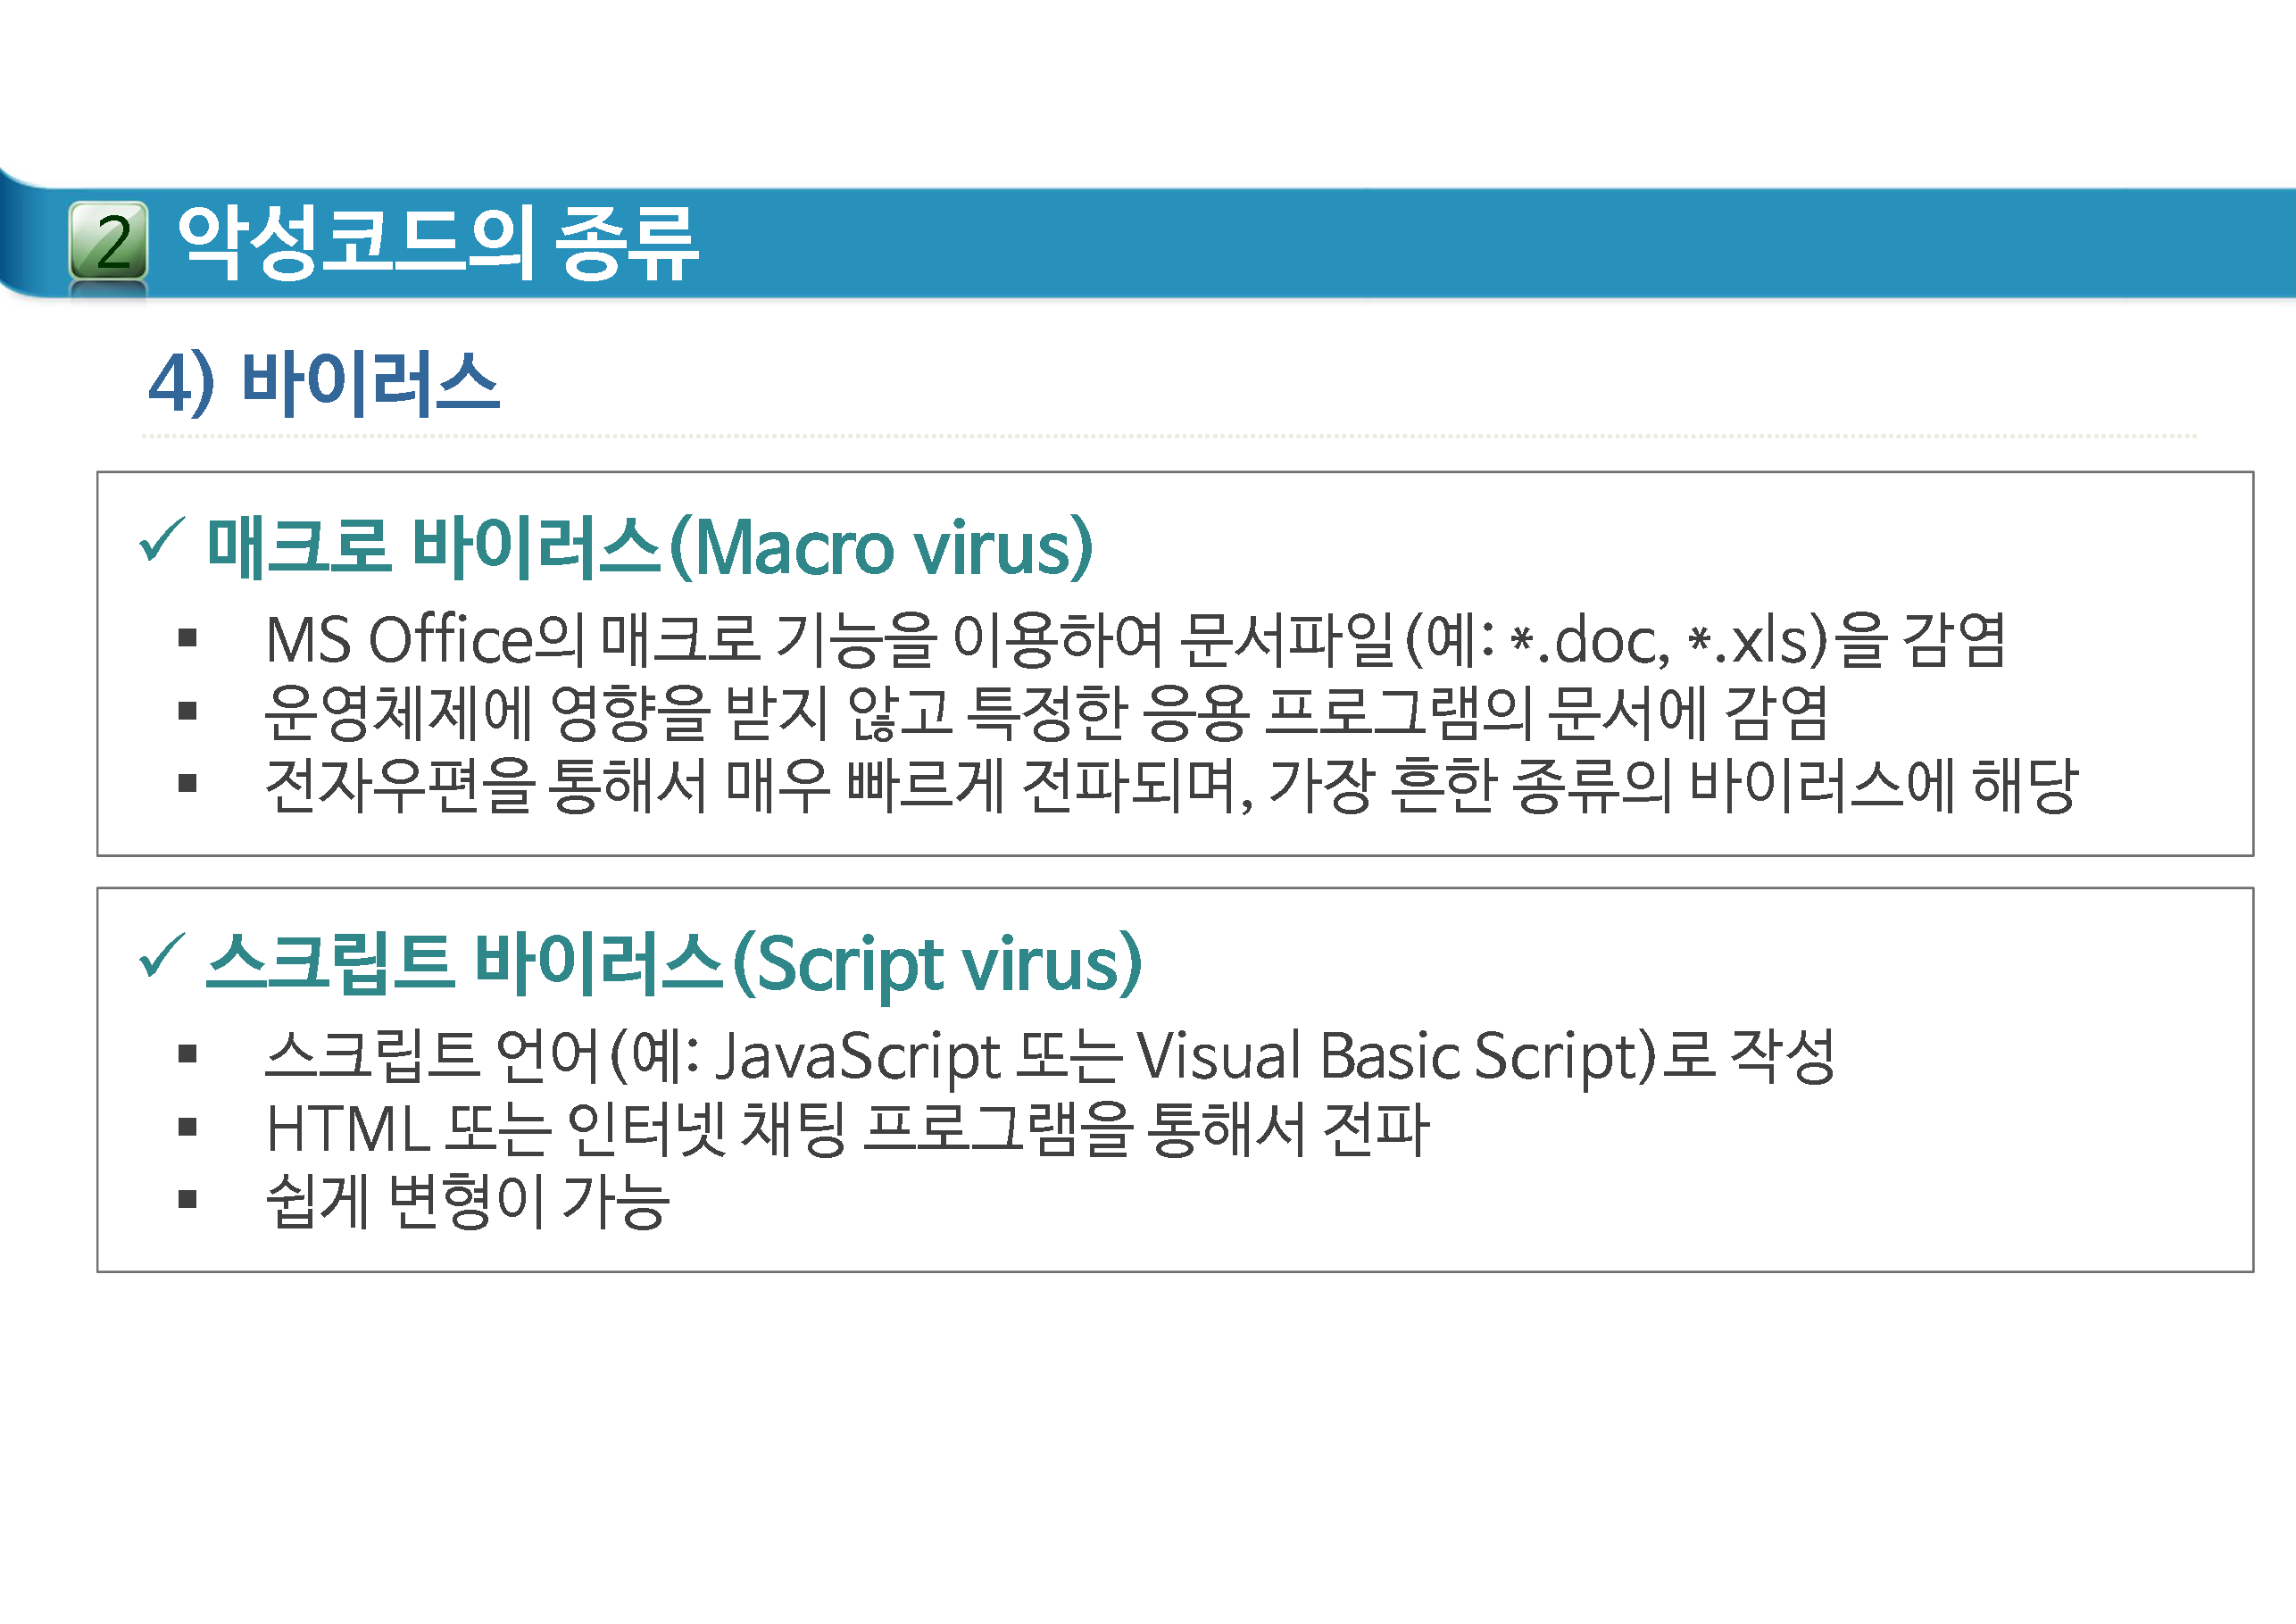 2 악성코드의 종류
4) 바이러스
✓ 매크로 바이러스(Macro virus)
▪ MS Office의 매크로 기능을 이용하여 문서파일(예: *.doc, *.xls)을 감염
▪ 운영체제에 영향을 받지 않고 특정한 응용 프로그램의 문서에 감염
▪ 전자우편을 통해서 매우 빠르게 전파되며, 가장 흔한 종류의 바이러스에 해당
✓ 스크립트 바이러스(Script virus)
▪ 스크립트 언어(예: JavaScript 또는 Visual Basic Script)로 작성
▪ HTML 또는 인터넷 채팅 프로그램을 통해서 전파
▪ 쉽게 변형이 가능